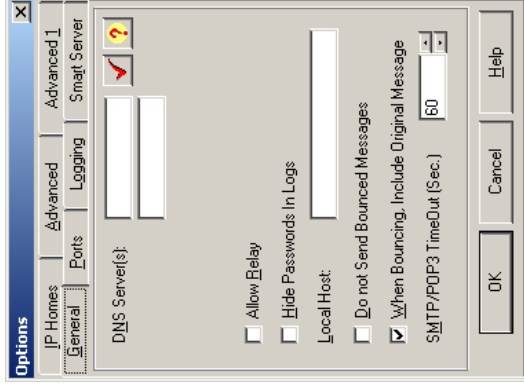 Options
IP Homes Advanced Advanced 1
General Ports Logging Smart Server
DNS Server(s):
Allow Relay
Hide Passwords In Logs
Local Host:
Do not Send Bounced Messages
When Bouncing, Include Original Message
SMTP/POP3 TimeOut (Sec.) 60
OK Cancel Help